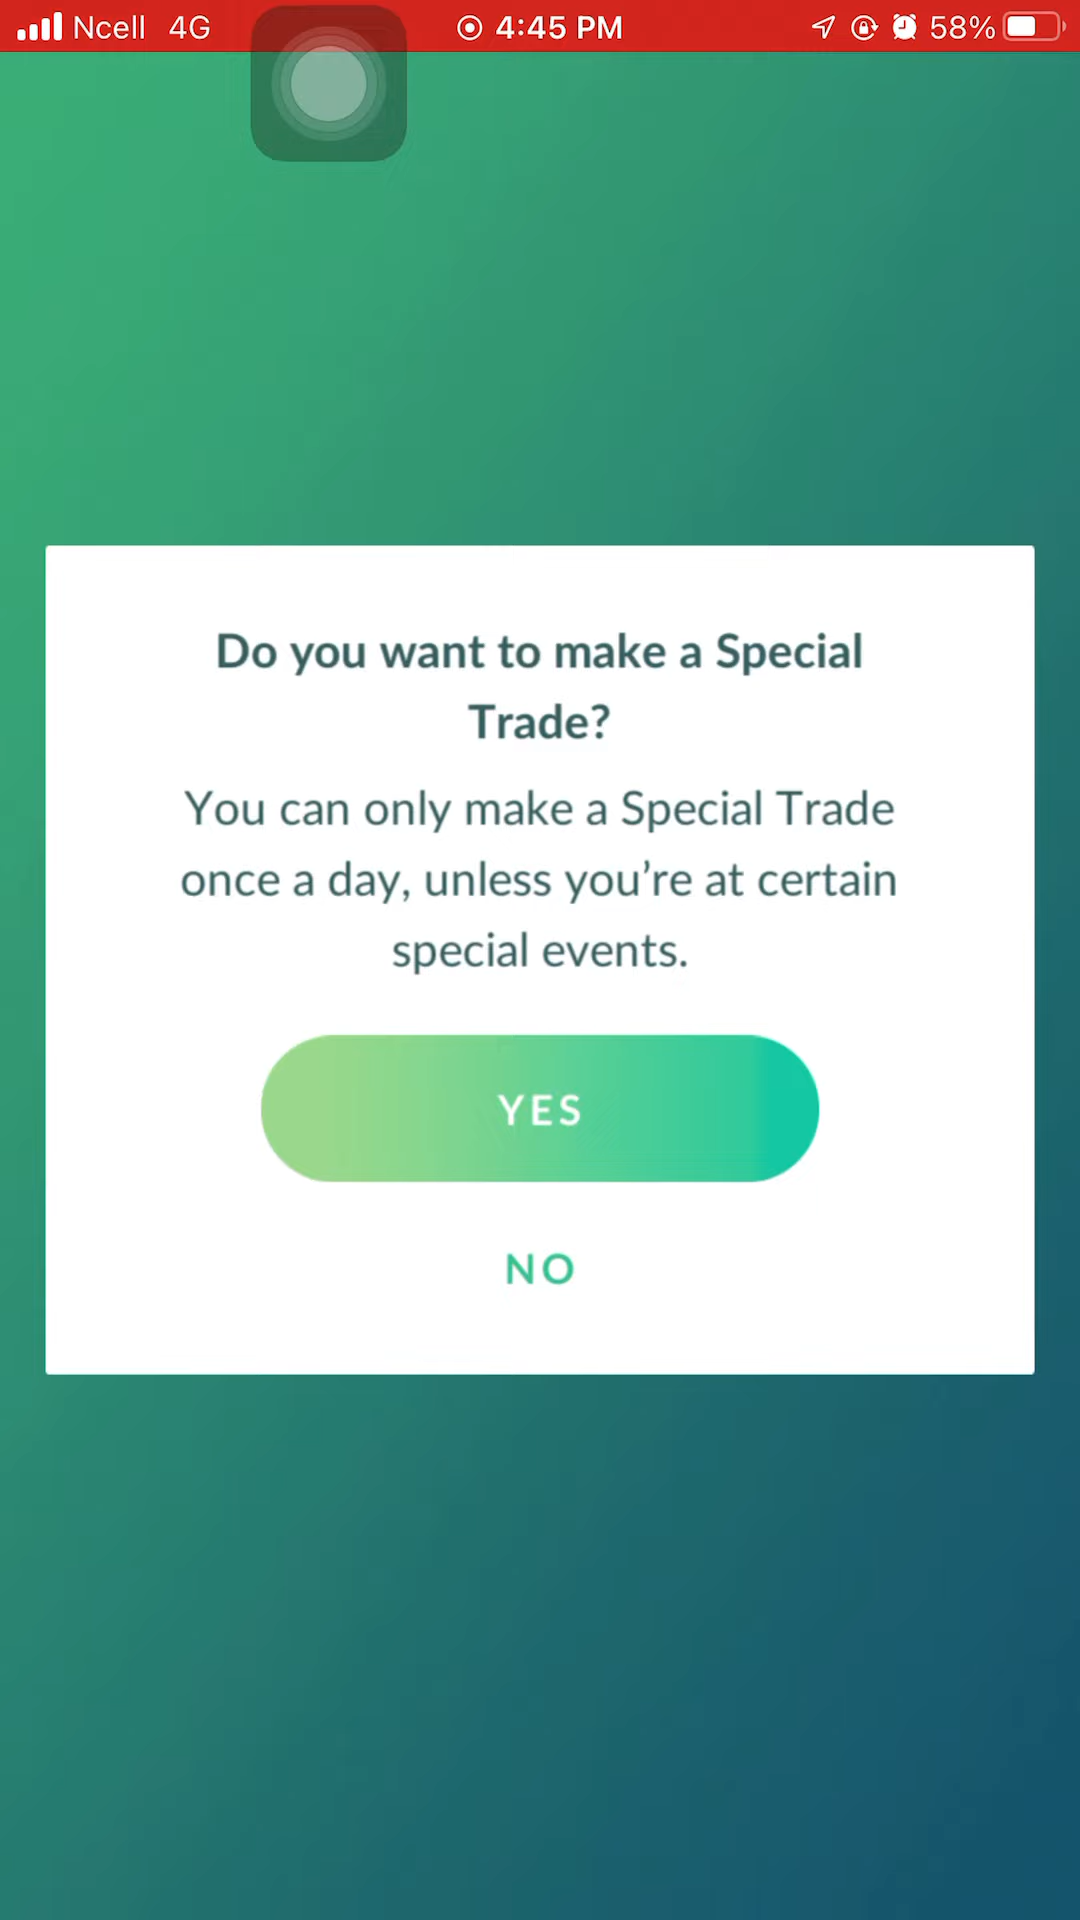 Ncell 4G 4:45 PM 58%
Do you want to make a Special
Trade?
You can only make a Special Trade
once a day, unless you’re at certain
special events.
YES
NO